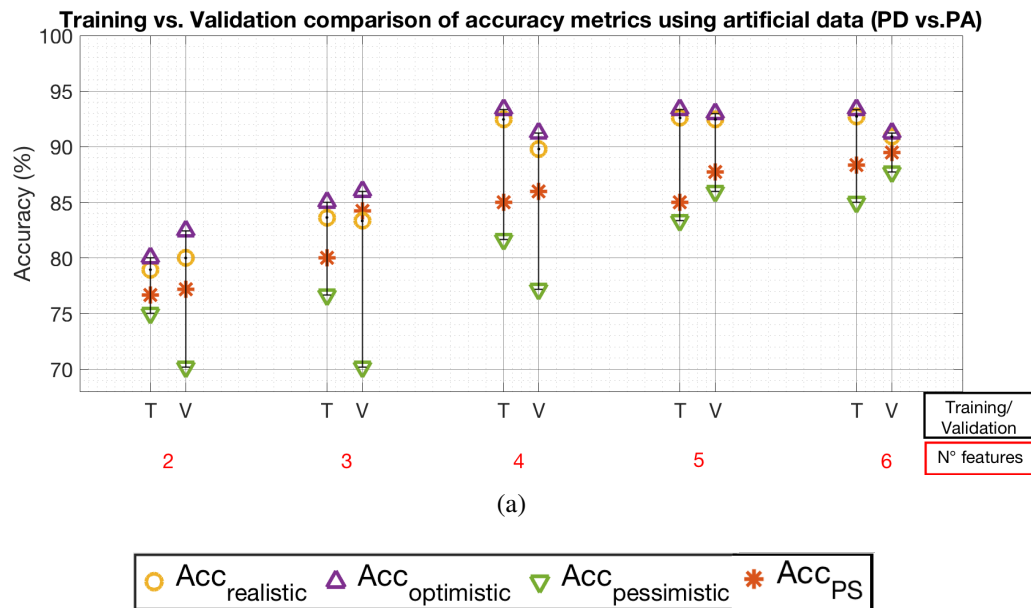 Training vs. Validation comparison of accuracy metrics using artificial data (PD vs.PA)
100
95
90
85
80
75
70
Accuracy (%)
T V T V T V T V T V
Training/
Validation
2 3 4 5 6
N° features
(a)
Acc realistic Acc optimistic Acc pessimistic Acc PS